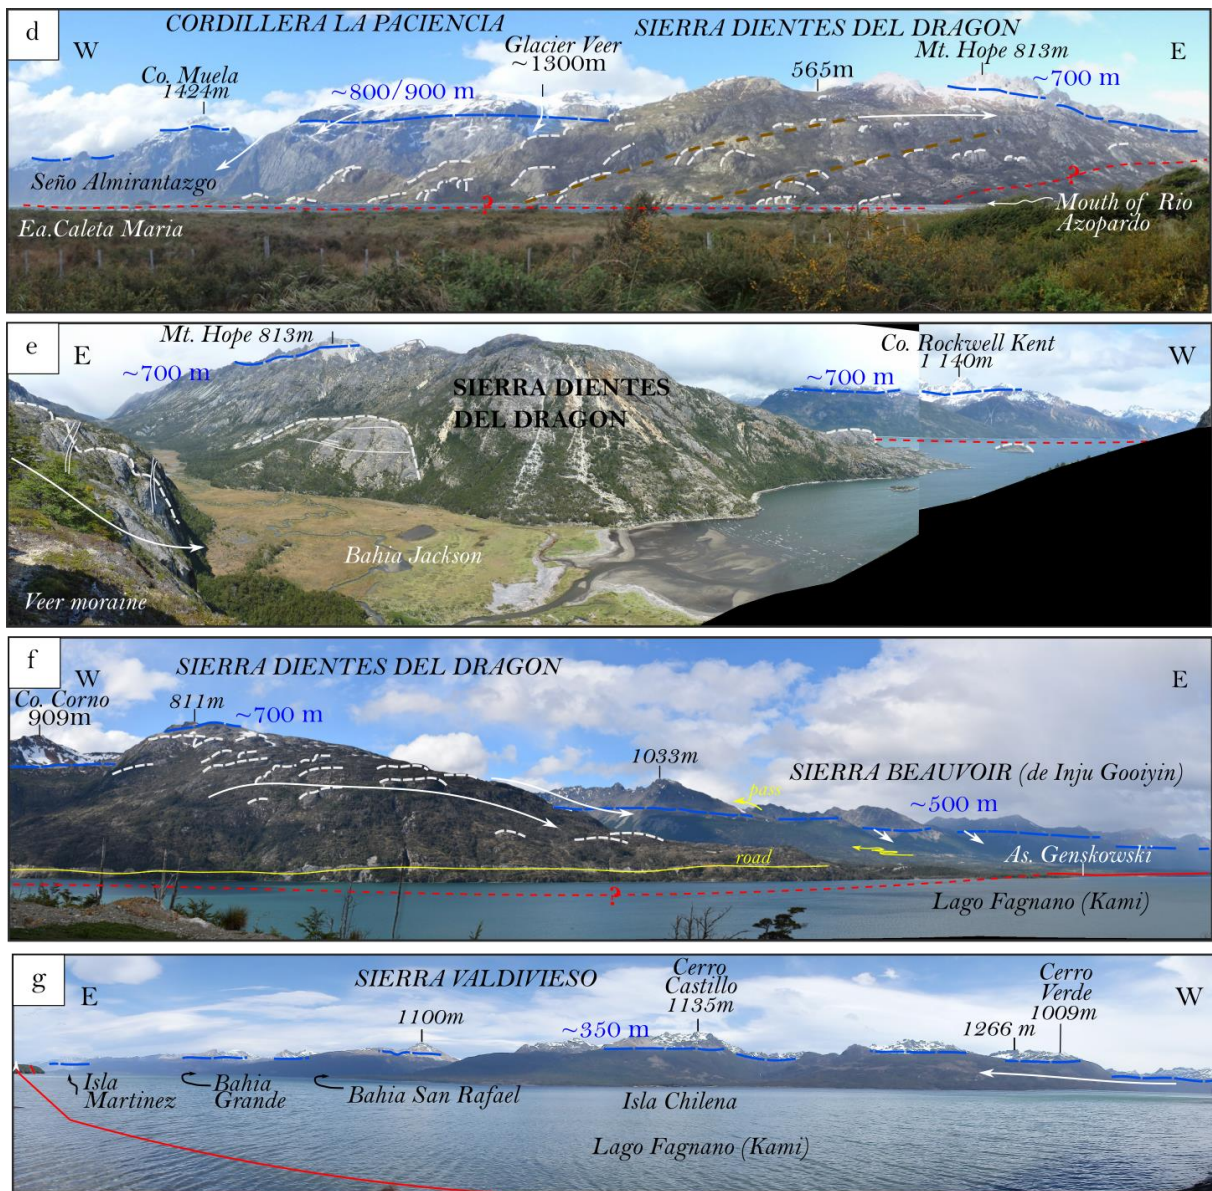 d
W
CORDILLERA LA PACIENCIA
SIERRA DIENTES DEL DRAGON
E
Co. Muela
1424m
~800/900 m
Glacier Veer
~1300m
565m
Mt. Hope 813m
~700 m
Seño Almirantazgo
?
?
Ea.Caleta Maria
Mouth of Rio
Azopardo
e
E
Mt. Hope 813m
~700 m
SIERRA DIENTES
DEL DRAGON
~700 m
Co. Rockwell Kent
1 140m
W
Bahia Jackson
Veer moraine
f
W
SIERRA DIENTES DEL DRAGON
E
Co. Corno
909m
811m
~700 m
1033m
pass
SIERRA BEAUVOIR (de Inju Gooiyin)
~500 m
road
As. Genskowski
?
Lago Fagnano (Kami)
g
E
SIERRA VALDIVIESO
W
1100m
~350 m
Cerro
Castillo
1135m
1266 m
Cerro
Verde
1009m
Isla
Martinez
Bahia
Grande
Bahia San Rafael
Isla Chilena
Lago Fagnano (Kami)